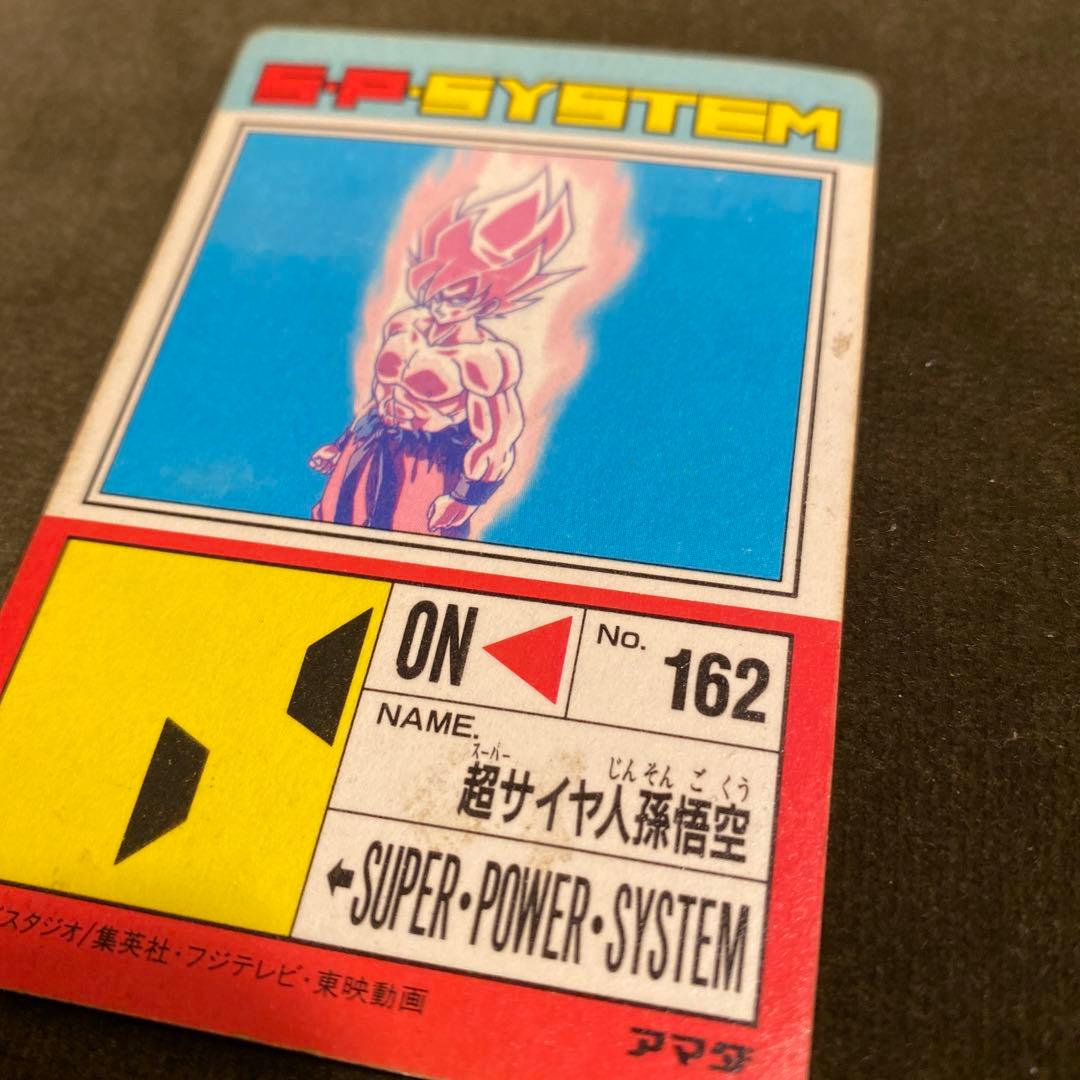 S・P・SYSTEM
ON
No.
162
NAME.
スーパー じんそんごくう
超サイヤ人孫悟空
SUPER・POWER・SYSTEM
スタジオ/集英社・フジテレビ・東映動画
アマダ